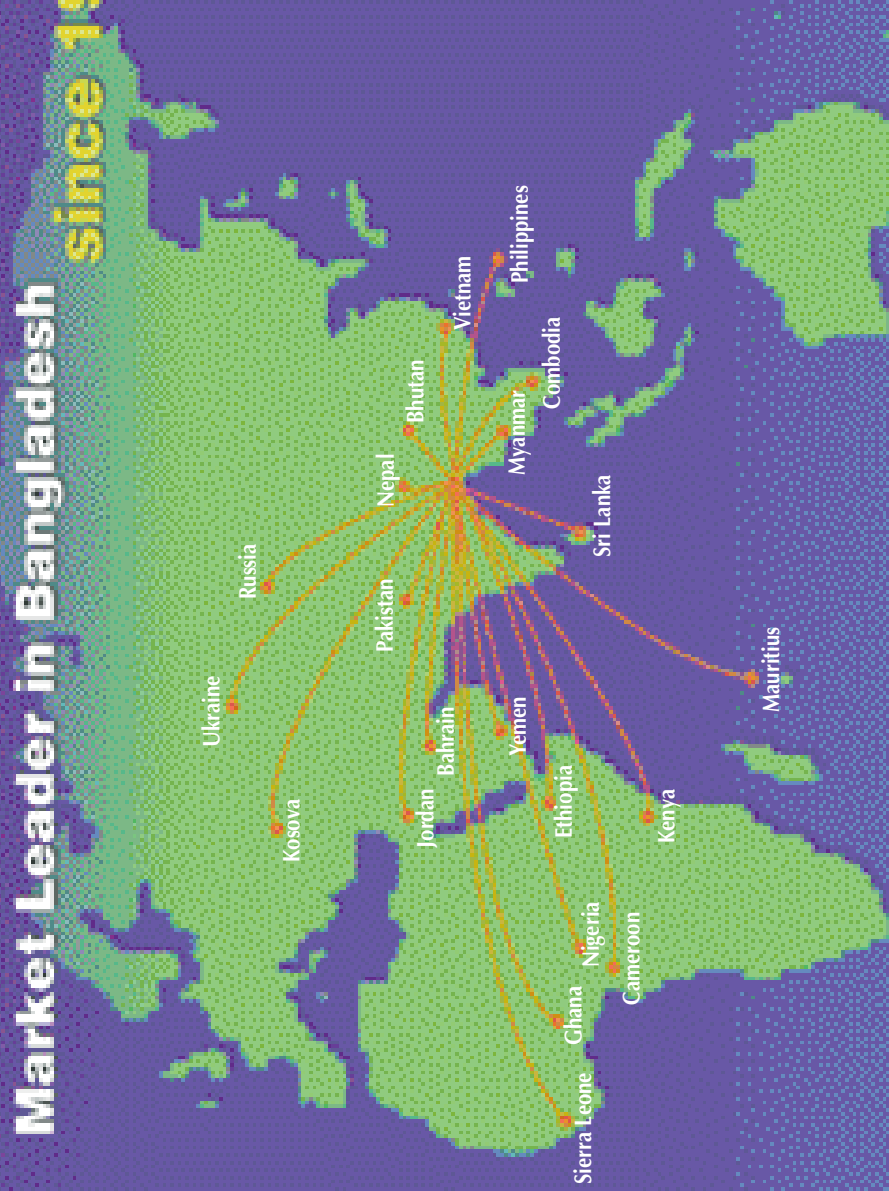 Market Leader in Bangladesh
since
Russia
Ukraine
Kosova
Nepal
Bhutan
Pakistan
Vietnam
Jordan
Bahrain
Philippines
Yemen
Myanmar
Combodia
Ethiopia
Sri Lanka
Sierra Leone
Ghana
Nigeria
Cameroon
Kenya
Mauritius